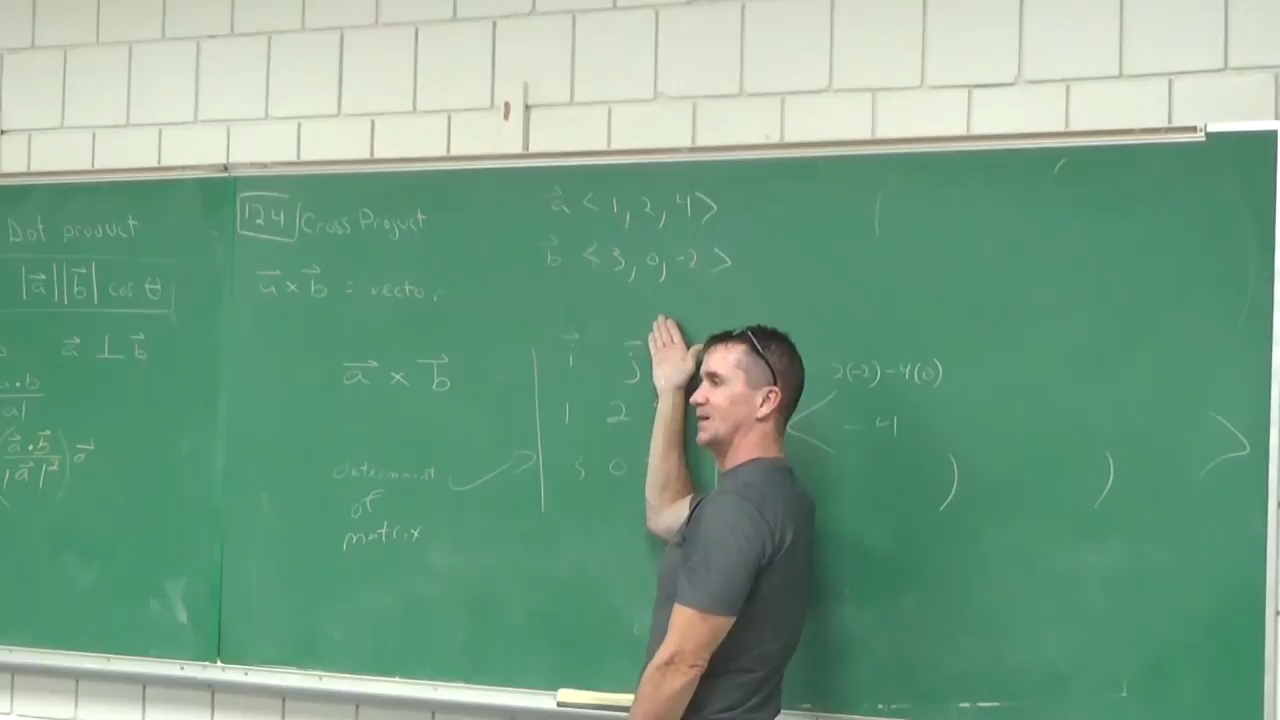 Dot product
|a⃗||b⃗| cos θ
a⃗ ⊥ b⃗
a·b
a|
(a⃗·b⃗
|a⃗|²) a⃗
124 Cross Project
a⃗ × b⃗ = vector
a⃗ × b⃗
determinant
of
matrix
a⃗ < 1, 2, 4 >
b⃗ < 3, 0, -2 >
i⃗ j⃗
1 2
3 0
2(-2) - 4(0)
- 4